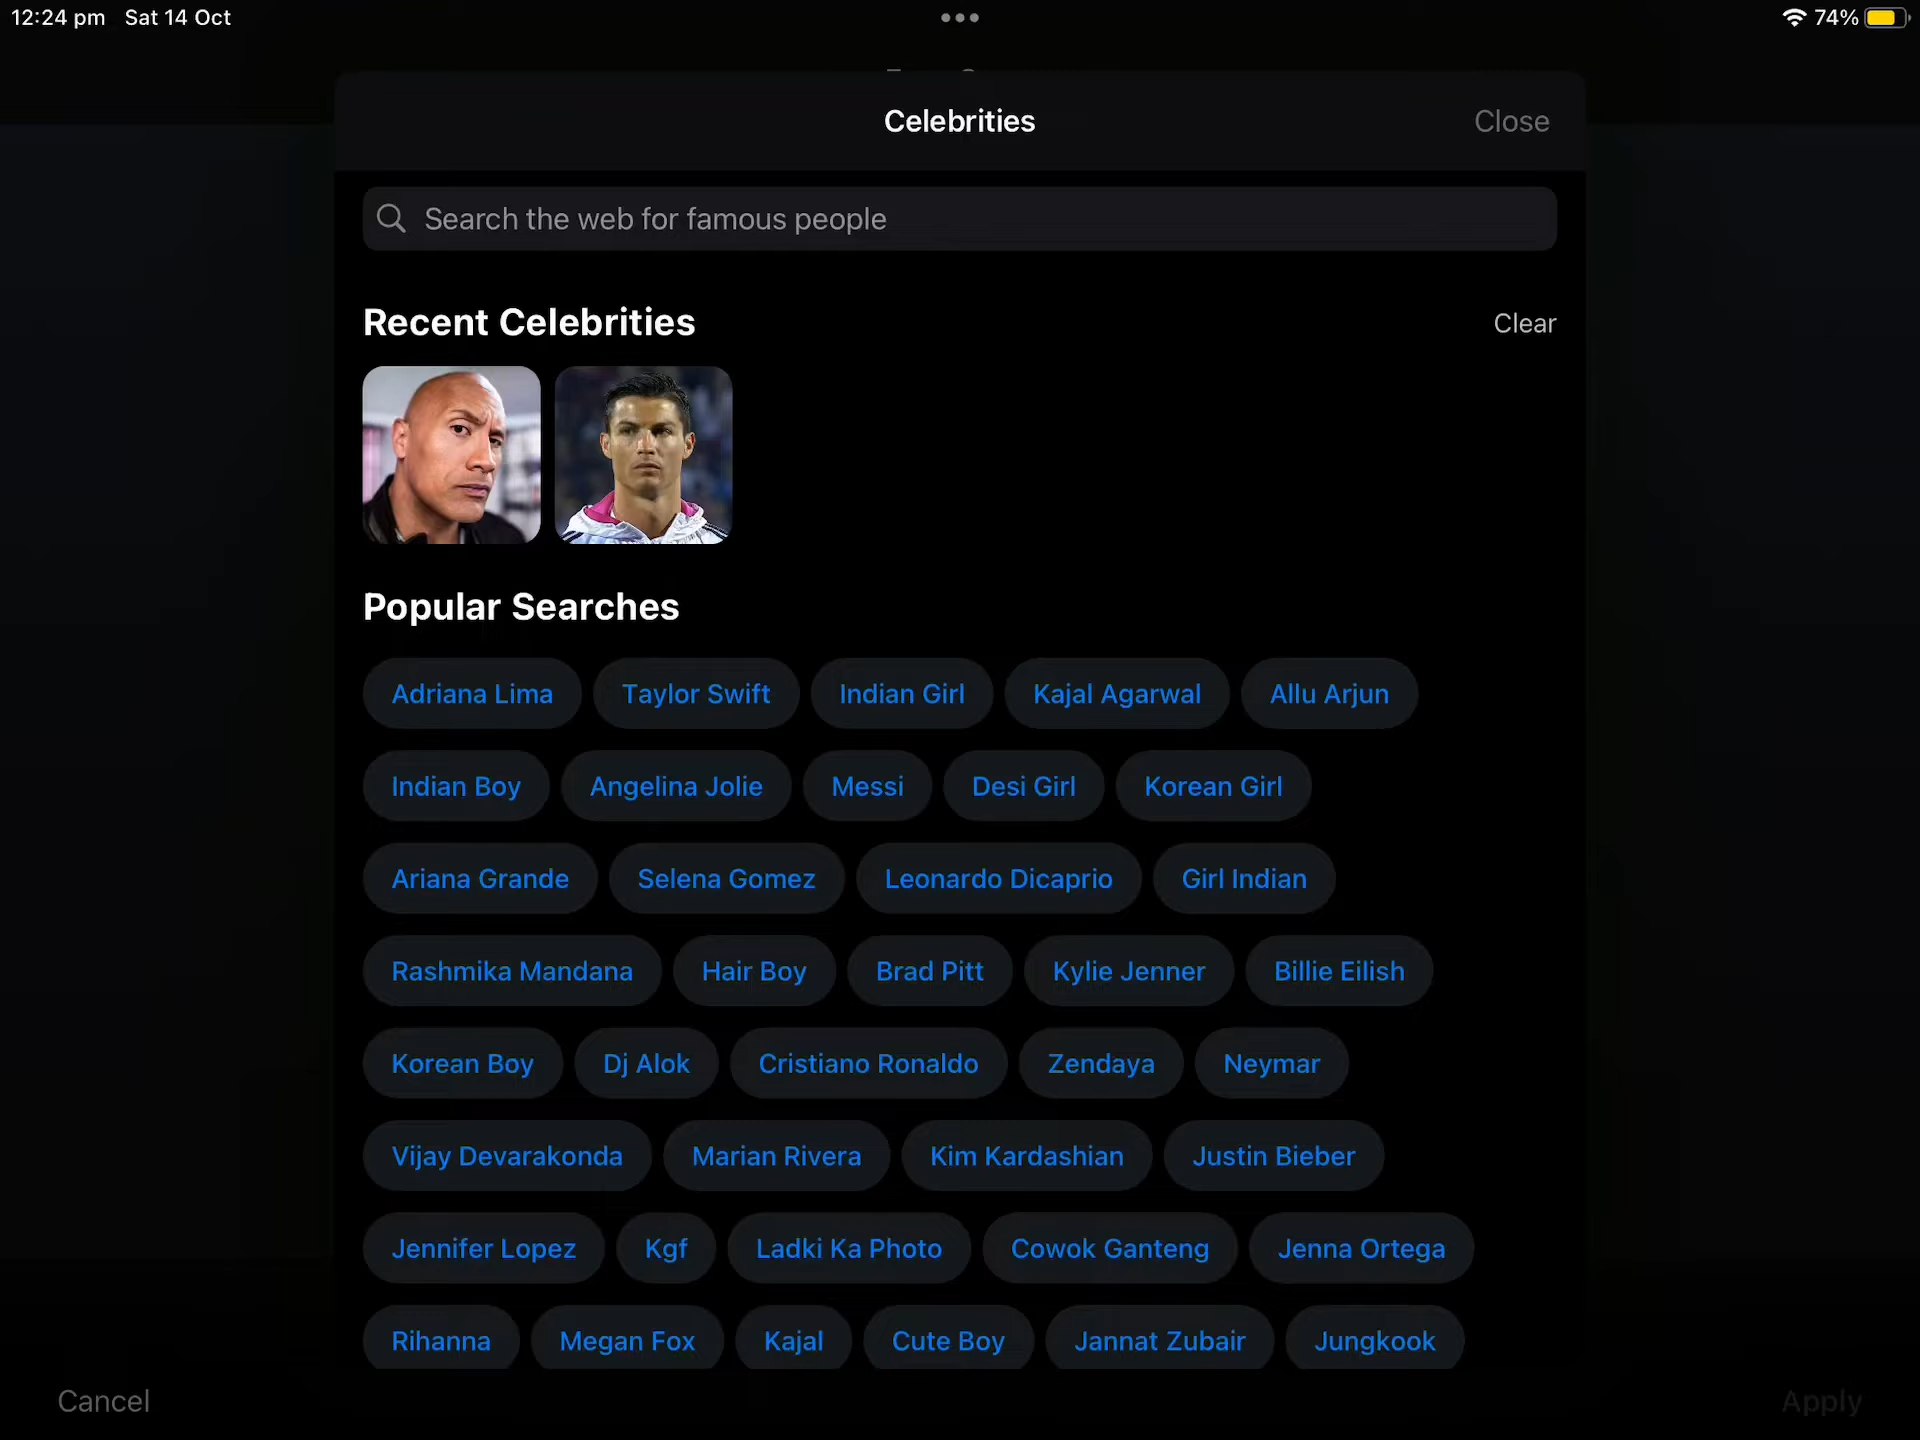 12:24 pm Sat 14 Oct
74%
Celebrities
Close
Search the web for famous people
Recent Celebrities
Clear
Popular Searches
Adriana Lima Taylor Swift Indian Girl Kajal Agarwal Allu Arjun
Indian Boy Angelina Jolie Messi Desi Girl Korean Girl
Ariana Grande Selena Gomez Leonardo Dicaprio Girl Indian
Rashmika Mandana Hair Boy Brad Pitt Kylie Jenner Billie Eilish
Korean Boy Dj Alok Cristiano Ronaldo Zendaya Neymar
Vijay Devarakonda Marian Rivera Kim Kardashian Justin Bieber
Jennifer Lopez Kgf Ladki Ka Photo Cowok Ganteng Jenna Ortega
Rihanna Megan Fox Kajal Cute Boy Jannat Zubair Jungkook
Cancel
Apply